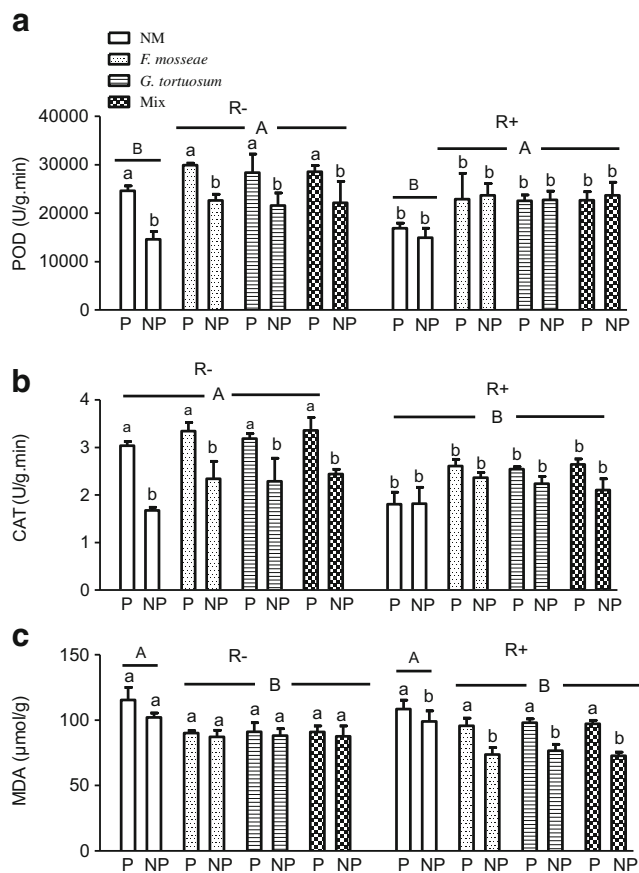 a
NM
F. mosseae
G. tortuosum
Mix
R-
R+
B
A
B
A
a
b
a
b
a
b
a
b
b
b
b
b
b
b
b
b
POD (U/g.min)
40000
30000
20000
10000
0
P NP P NP P NP P NP P NP P NP P NP P NP
b
R-
R+
A
B
a
b
a
b
a
b
a
b
b
b
b
b
b
b
b
b
CAT (U/g.min)
4
3
2
1
0
P NP P NP P NP P NP P NP P NP P NP P NP
c
R-
R+
A
B
A
B
a
a
a
a
a
a
a
a
a
b
a
b
a
b
a
b
MDA (µmol/g)
150
100
50
0
P NP P NP P NP P NP P NP P NP P NP P NP